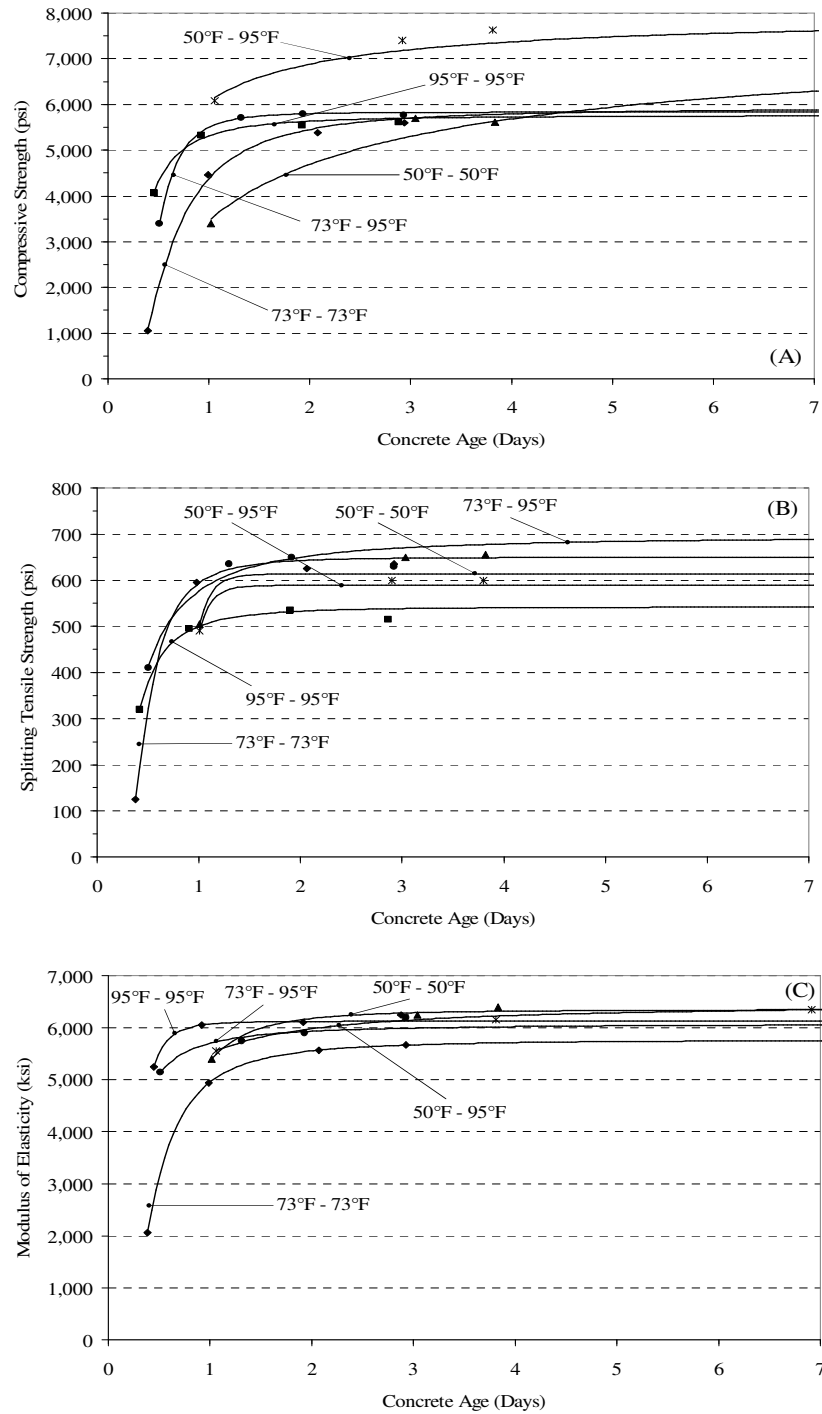 8,000
7,000
6,000
5,000
4,000
3,000
2,000
1,000
0
Compressive Strength (psi)
50°F - 95°F
95°F - 95°F
50°F - 50°F
73°F - 95°F
73°F - 73°F
(A)
0 1 2 3 4 5 6 7
Concrete Age (Days)
800
700
600
500
400
300
200
100
0
Splitting Tensile Strength (psi)
50°F - 95°F
50°F - 50°F
73°F - 95°F
(B)
95°F - 95°F
73°F - 73°F
0 1 2 3 4 5 6 7
Concrete Age (Days)
7,000
6,000
5,000
4,000
3,000
2,000
1,000
0
Modulus of Elasticity (ksi)
95°F - 95°F
73°F - 95°F
50°F - 50°F
(C)
50°F - 95°F
73°F - 73°F
0 1 2 3 4 5 6 7
Concrete Age (Days)